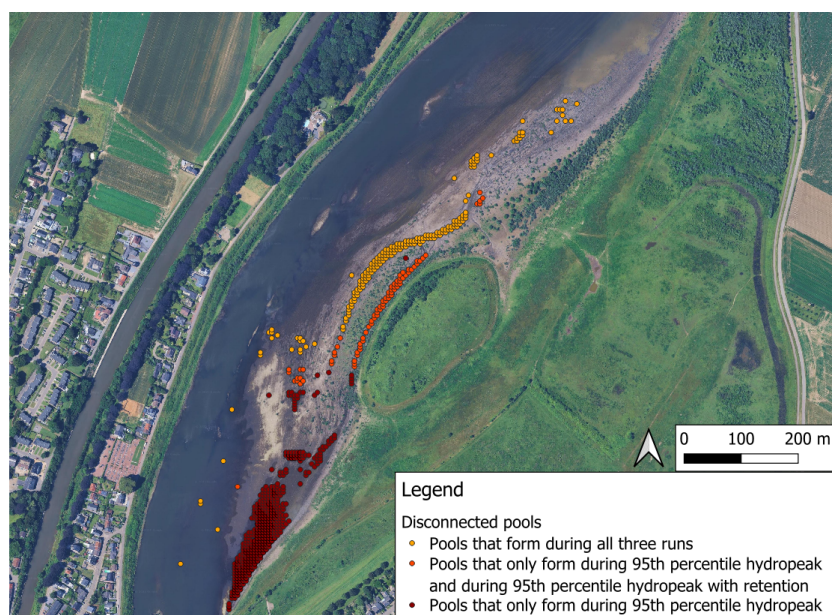 0 100 200 m
Legend
Disconnected pools
Pools that form during all three runs
Pools that only form during 95th percentile hydropeak
and during 95th percentile hydropeak with retention
Pools that only form during 95th percentile hydropeak